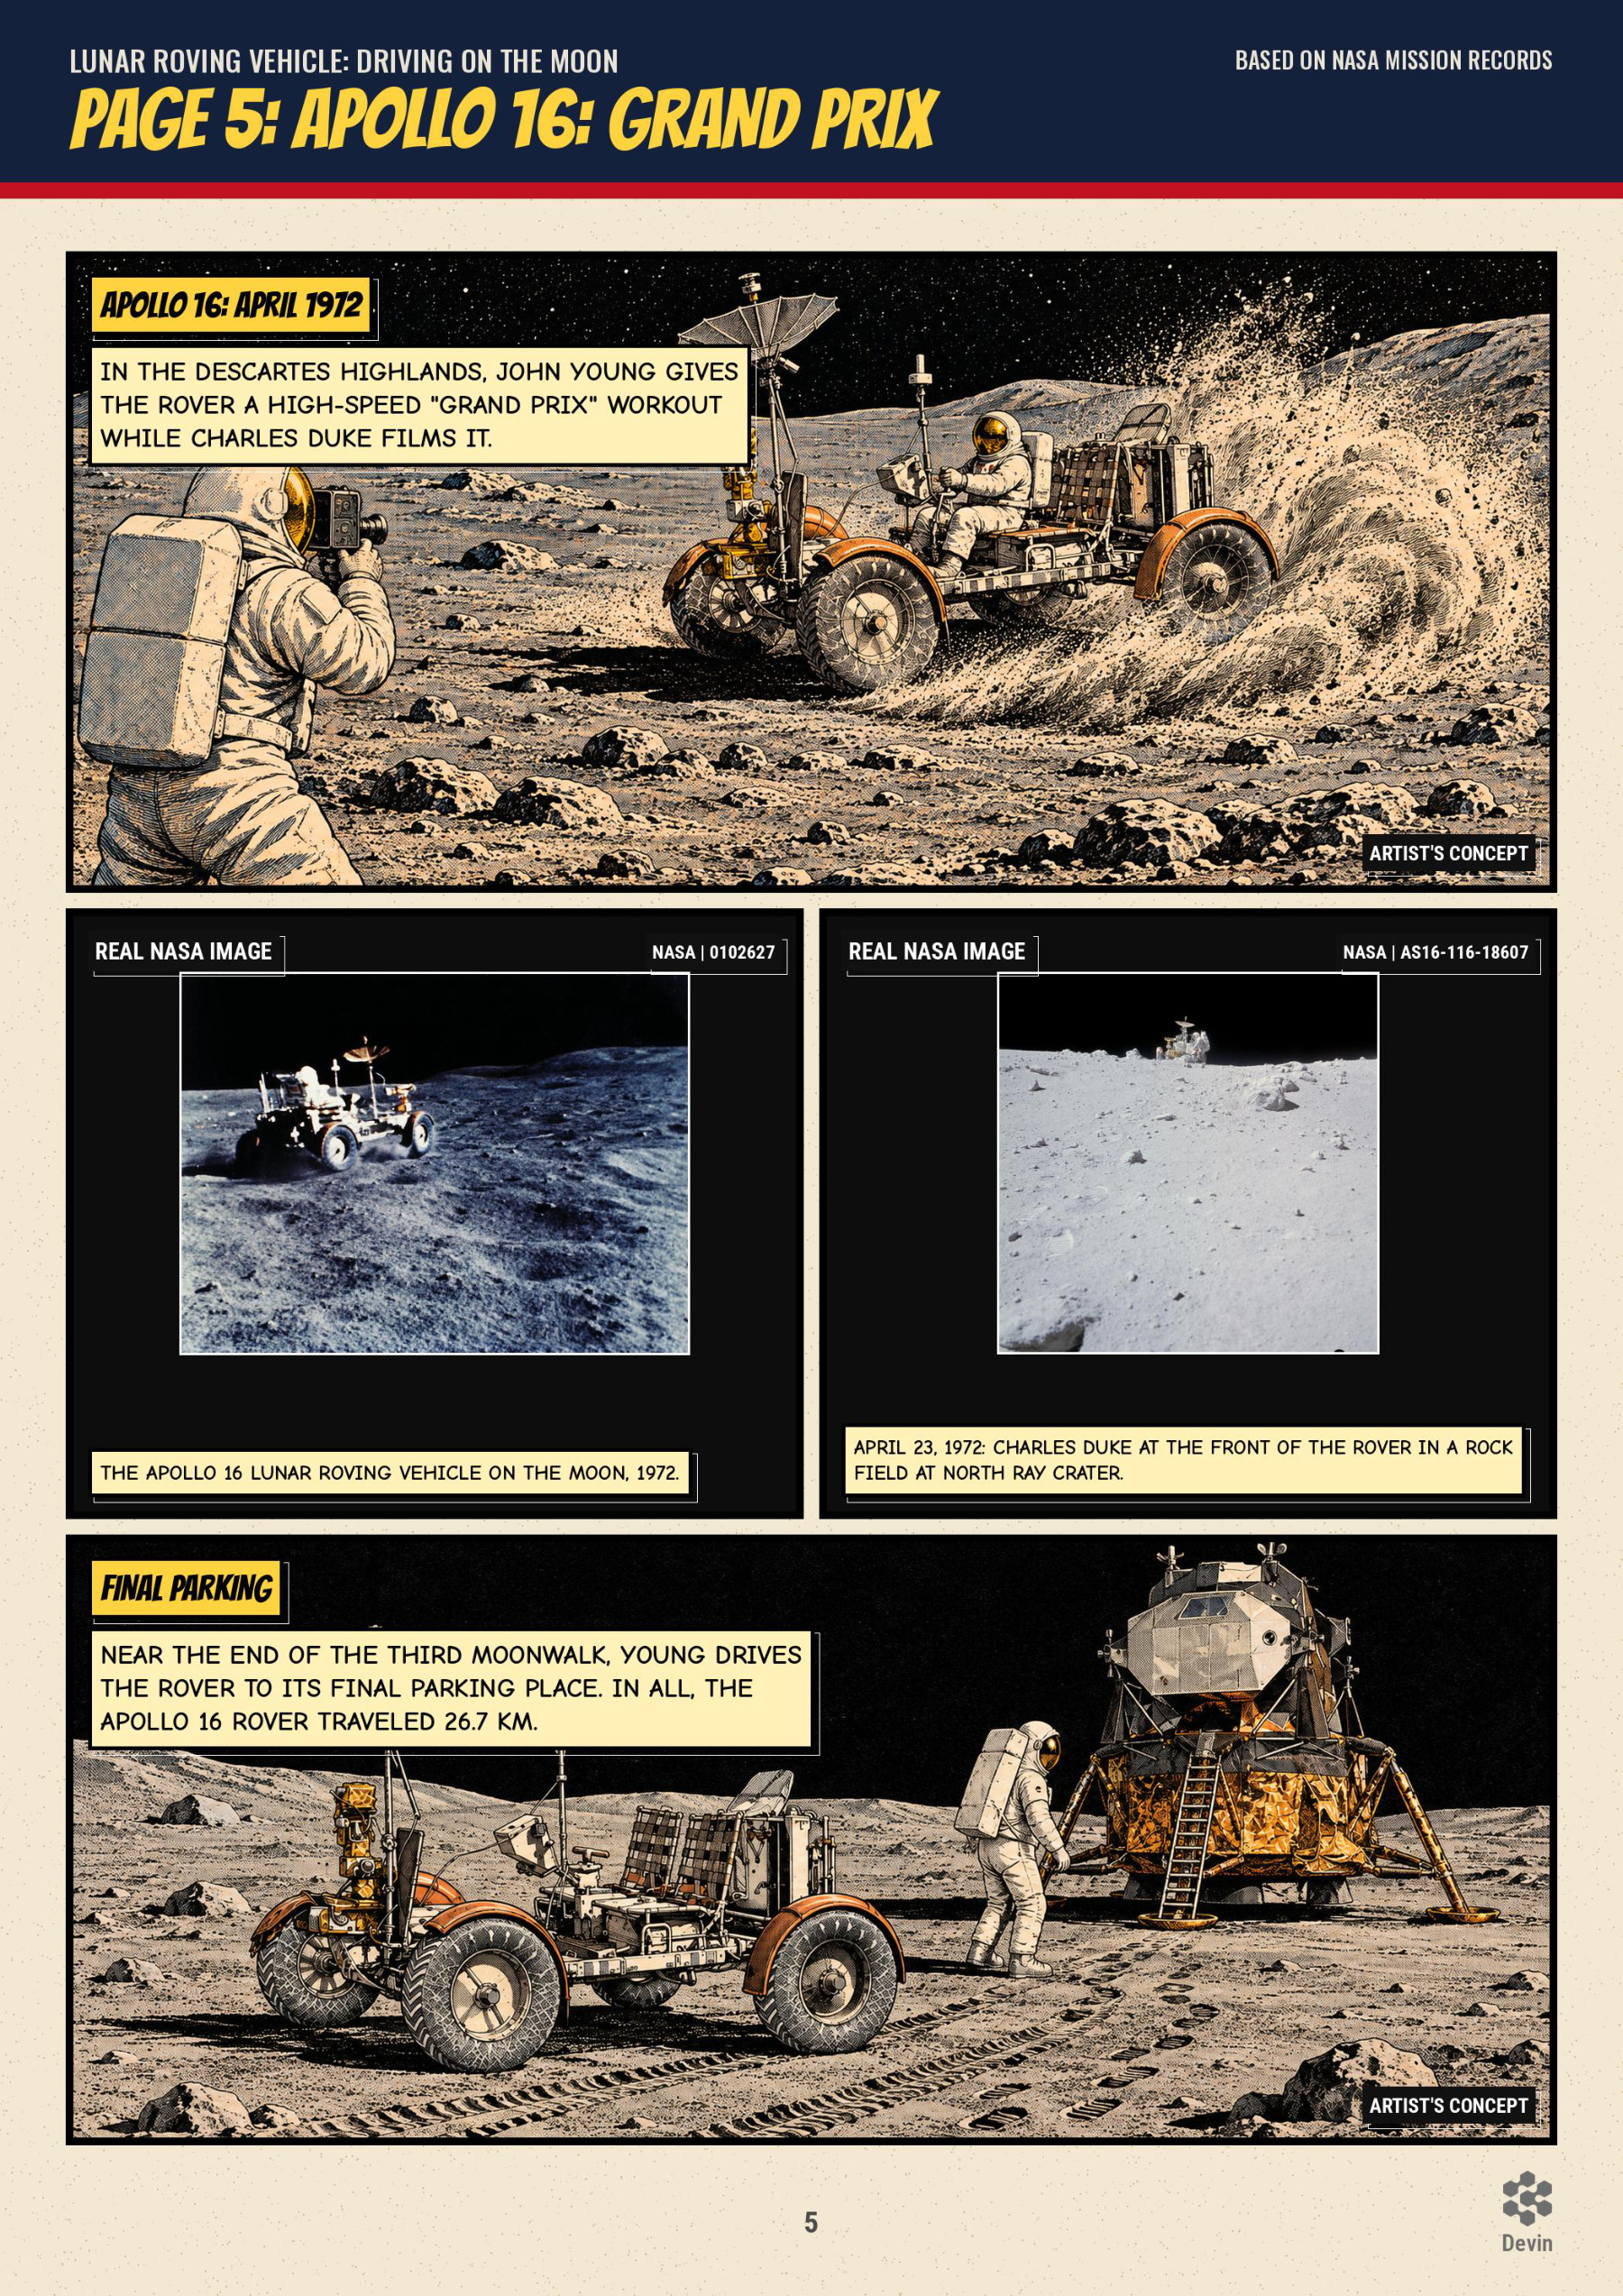 LUNAR ROVING VEHICLE: DRIVING ON THE MOON
BASED ON NASA MISSION RECORDS
PAGE 5: APOLLO 16: GRAND PRIX
APOLLO 16: APRIL 1972
IN THE DESCARTES HIGHLANDS, JOHN YOUNG GIVES
THE ROVER A HIGH-SPEED "GRAND PRIX" WORKOUT
WHILE CHARLES DUKE FILMS IT.
ARTIST'S CONCEPT
REAL NASA IMAGE
NASA | 0102627
THE APOLLO 16 LUNAR ROVING VEHICLE ON THE MOON, 1972.
REAL NASA IMAGE
NASA | AS16-116-18607
APRIL 23, 1972: CHARLES DUKE AT THE FRONT OF THE ROVER IN A ROCK
FIELD AT NORTH RAY CRATER.
FINAL PARKING
NEAR THE END OF THE THIRD MOONWALK, YOUNG DRIVES
THE ROVER TO ITS FINAL PARKING PLACE. IN ALL, THE
APOLLO 16 ROVER TRAVELED 26.7 KM.
ARTIST'S CONCEPT
5
Devin